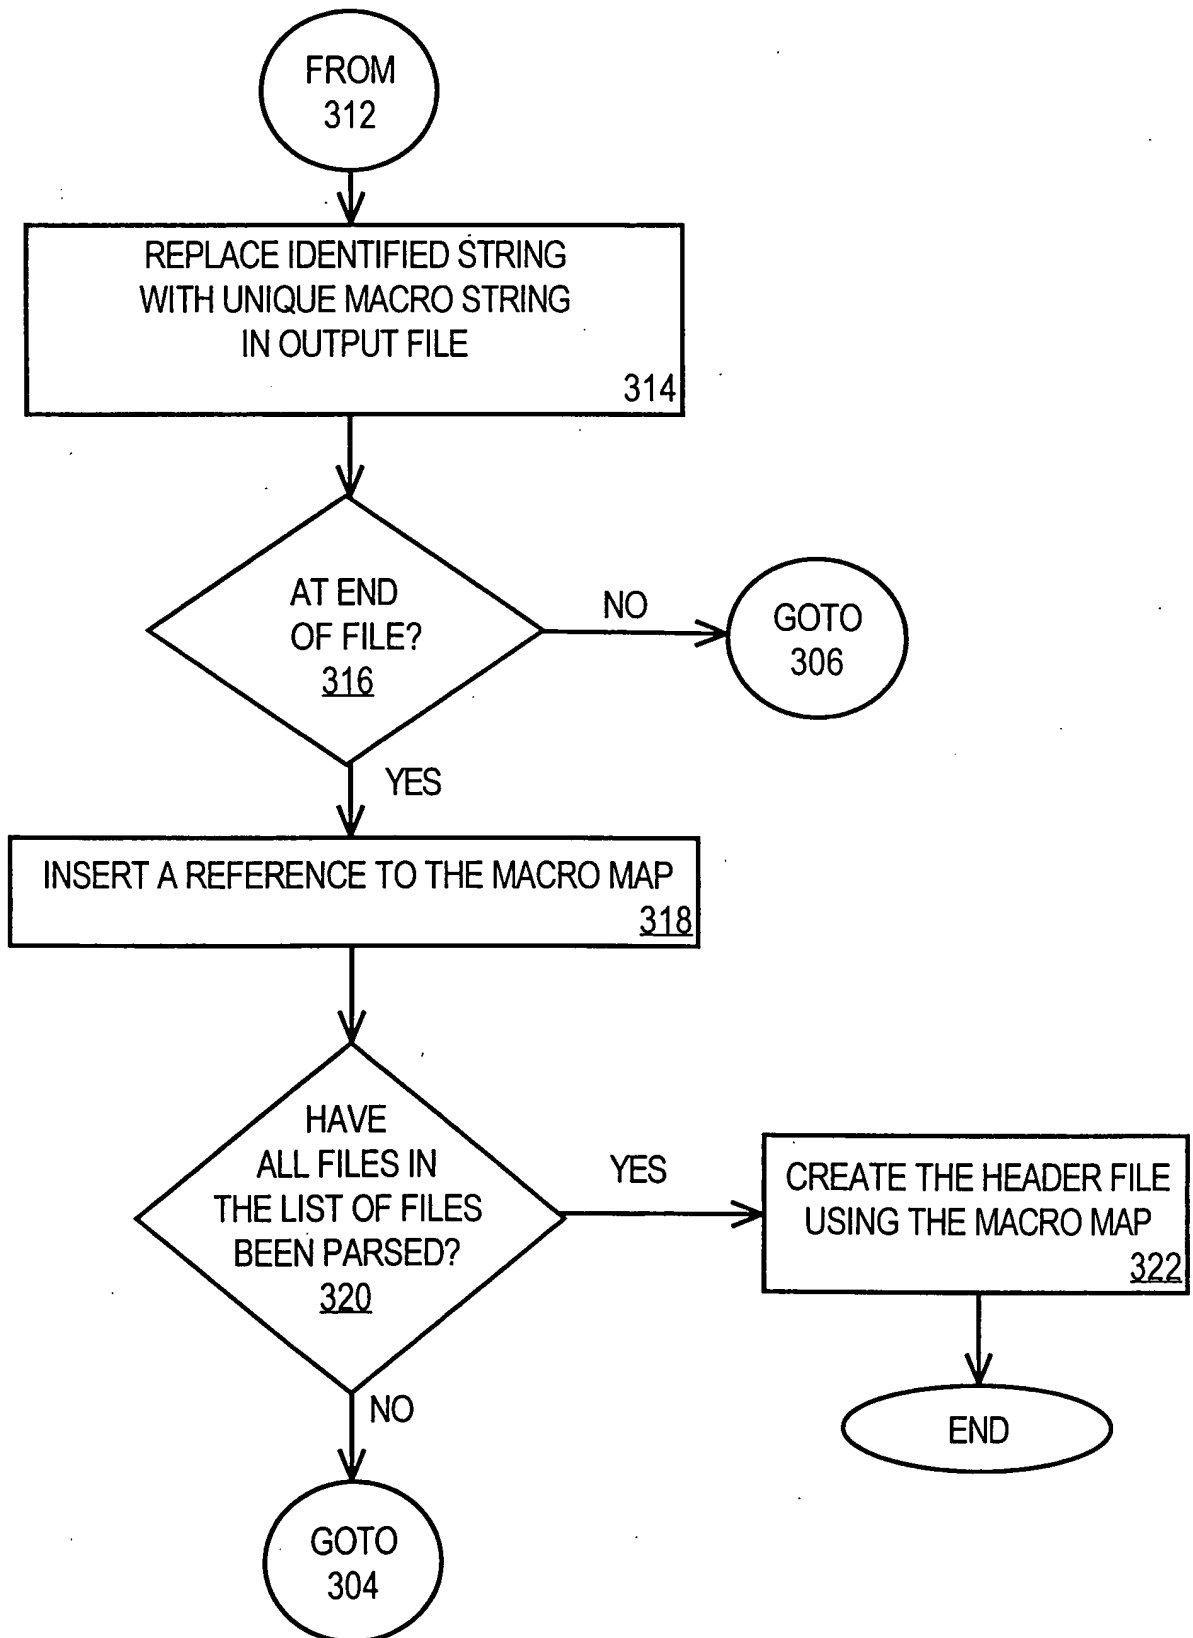 FROM
312
REPLACE IDENTIFIED STRING
WITH UNIQUE MACRO STRING
IN OUTPUT FILE
314
AT END
OF FILE?
316
NO
GOTO
306
YES
INSERT A REFERENCE TO THE MACRO MAP
318
HAVE
ALL FILES IN
THE LIST OF FILES
BEEN PARSED?
320
YES
CREATE THE HEADER FILE
USING THE MACRO MAP
322
NO
END
GOTO
304